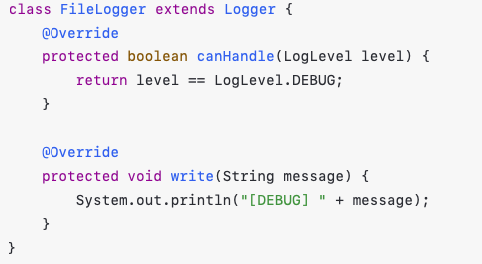 class FileLogger extends Logger {
    @Override
    protected boolean canHandle(LogLevel level) {
        return level == LogLevel.DEBUG;
    }

    @Override
    protected void write(String message) {
        System.out.println("[DEBUG] " + message);
    }
}